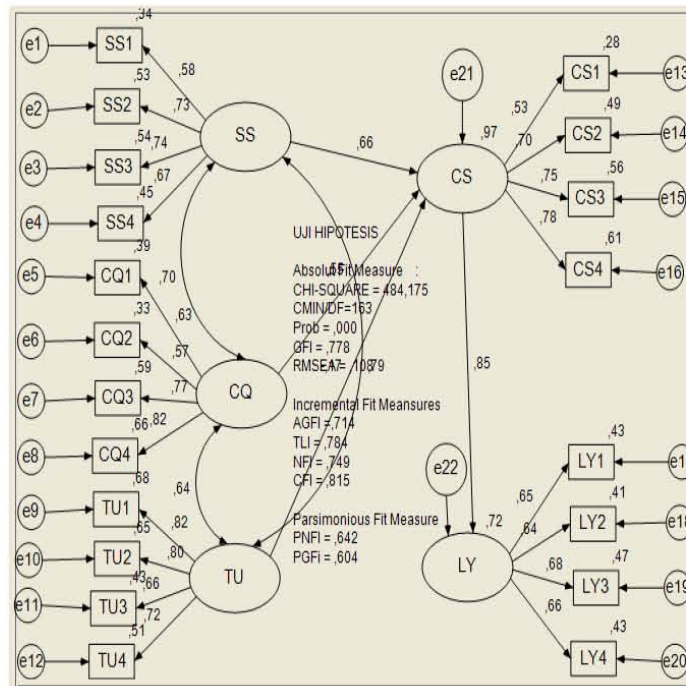 ,34
e1 SS1 ,58
,53
e2 SS2 ,73
,54
e3 SS3 ,74
,67
,45
e4 SS4
,39
e5 CQ1 ,70
,33
e6 CQ2 ,57
,59
e7 CQ3 ,77
,66 ,82
e8 CQ4
,68
e9 TU1 ,82
,65
e10 TU2 ,80
,43 ,66
e11 TU3 ,72
,51
e12 TU4
SS
,63
CQ
,64
TU
,66
e21
,97
CS
,28
,53 CS1 e13
,49
,70 CS2 e14
,56
,75 CS3 e15
,61
,78 CS4 e16
UJI HIPOTESIS
Absolut Fit Measure :
CHI-SQUARE = 484,175
CMIN/DF=163
Prob = ,000
GFI = ,778
Incremental Fit Meansures
AGFI = ,714
TLI = ,784
NFI = ,749
CFI = ,815
Parsimonious Fit Measure
PNFI = ,642
PGFi = ,604
,85
e22
,72
LY
,43
,65 LY1 e1
,41
,64 LY2 e18
,47
,68 LY3 e19
,43
,66 LY4 e20